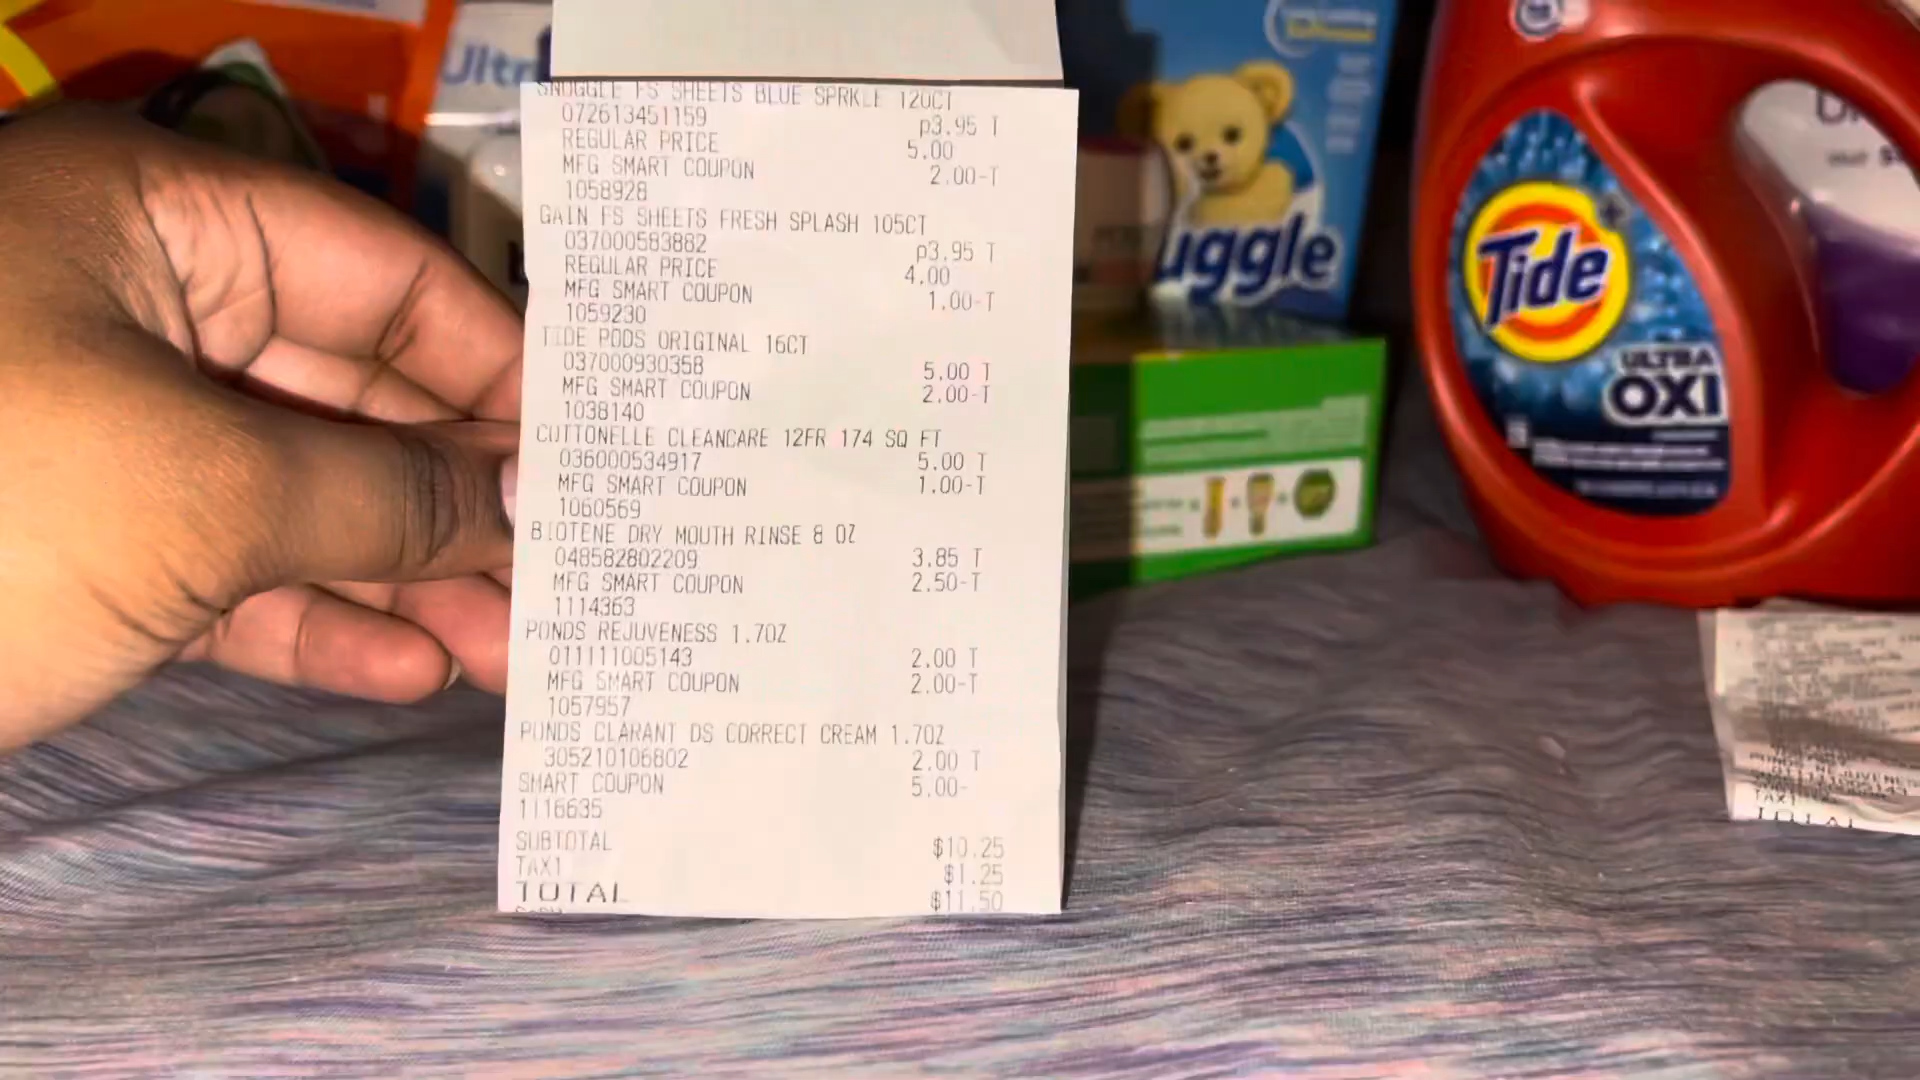 SNUGGLE FS SHEETS BLUE SPRKLE 120CT
072613451159 p3.95 T
REGULAR PRICE 5.00
MFG SMART COUPON 2.00-T
1058928
GAIN FS SHEETS FRESH SPLASH 105CT
037000583882 p3.95 T
REGULAR PRICE 4.00
MFG SMART COUPON 1.00-T
1059230
TIDE PODS ORIGINAL 16CT
037000930358 5.00 T
MFG SMART COUPON 2.00-T
1038140
COTTONELLE CLEANCARE 12FR 174 SQ FT
036000534917 5.00 T
MFG SMART COUPON 1.00-T
1060569
BIOTENE DRY MOUTH RINSE 8 OZ
048582802209 3.85 T
MFG SMART COUPON 2.50-T
1114363
PONDS REJUVENESS 1.7OZ
011111005143 2.00 T
MFG SMART COUPON 2.00-T
1057957
PONDS CLARANT DS CORRECT CREAM 1.7OZ
305210106802 2.00 T
SMART COUPON 5.00-
1116635
SUBTOTAL $10.25
TAX1 $1.25
TOTAL $11.50
Ultr
uggle
Tide+
ULTRA
OXI
TOTAL